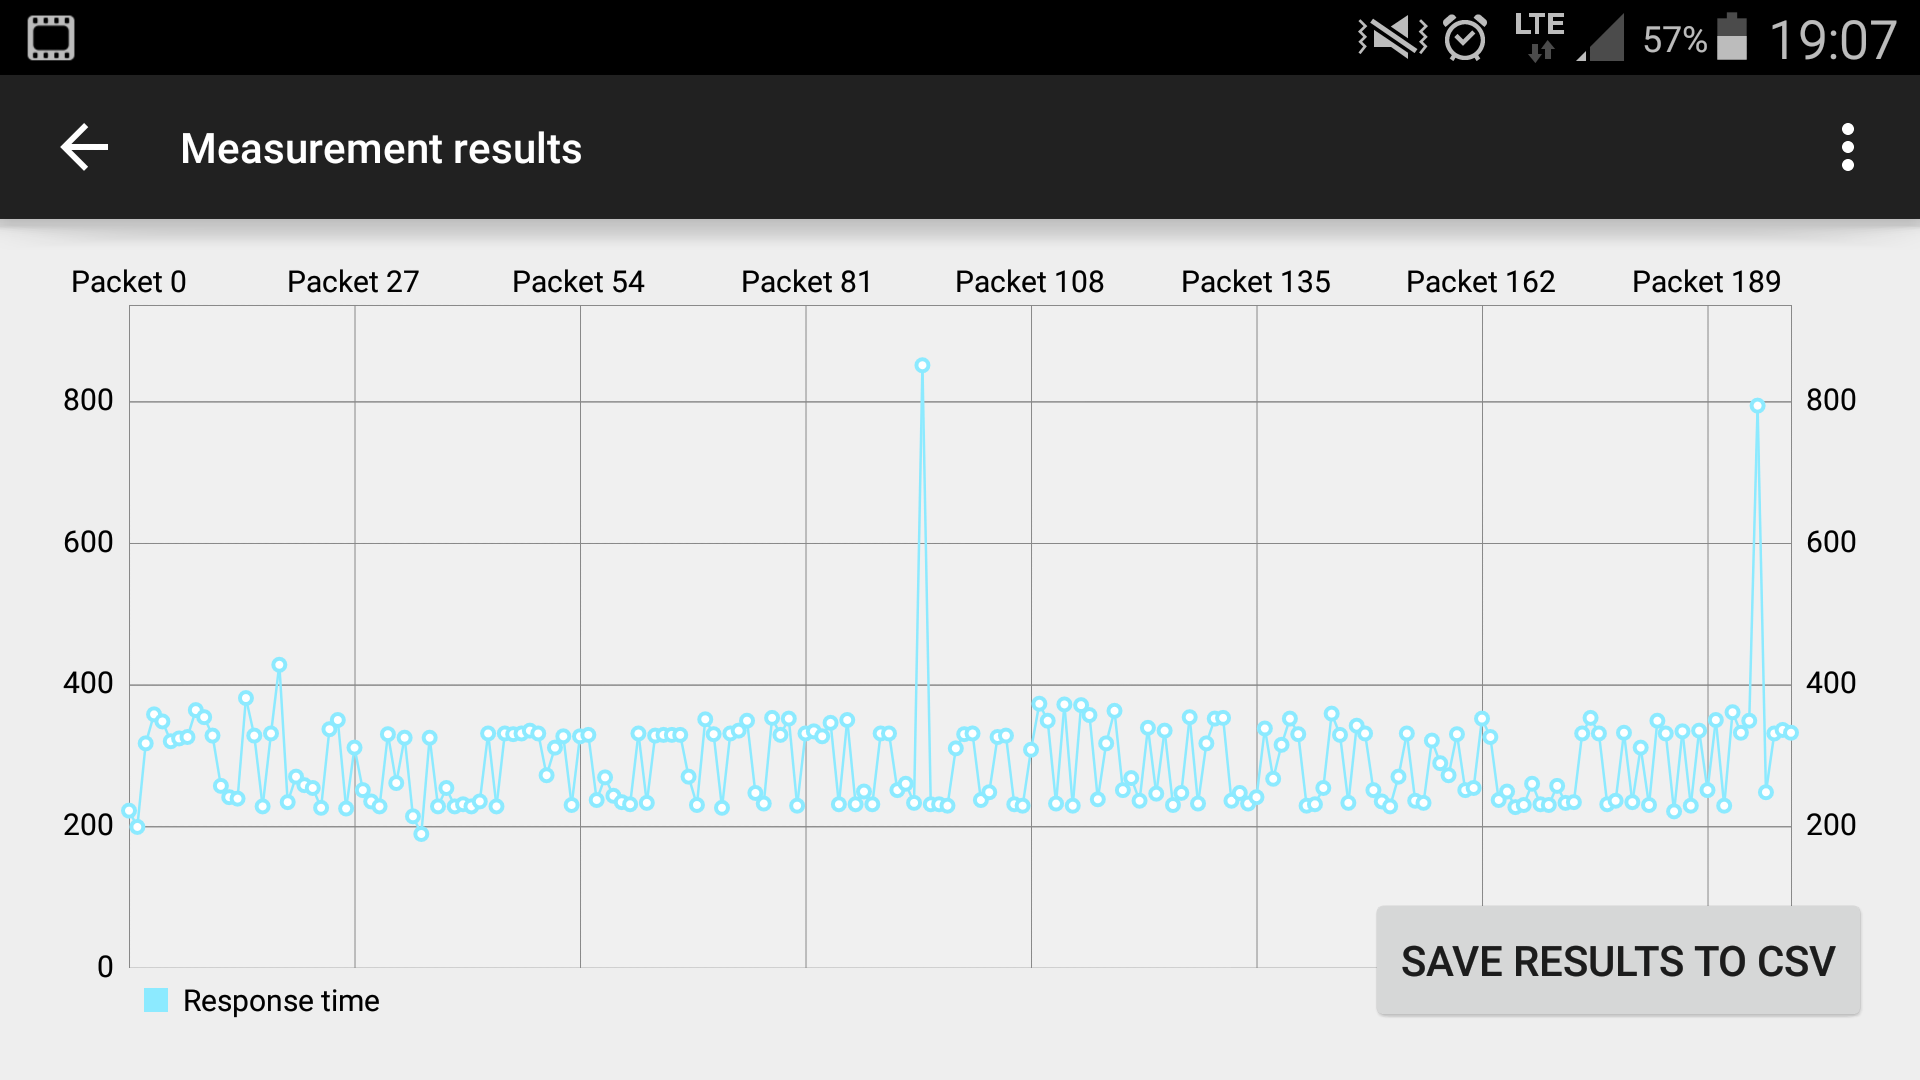 LTE 57% 19:07
Measurement results
Packet 0 Packet 27 Packet 54 Packet 81 Packet 108 Packet 135 Packet 162 Packet 189
800 800
600 600
400 400
200 200
0
SAVE RESULTS TO CSV
Response time